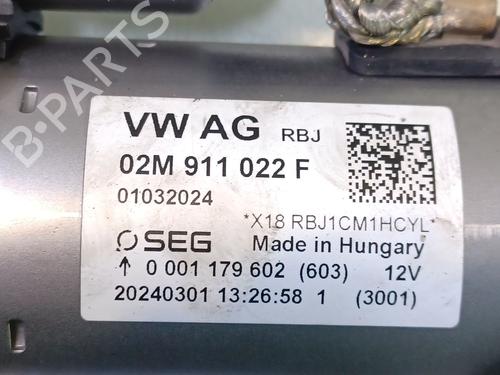 B-PARTS
VW AG RBJ
02M 911 022 F
01032024
*X18 RBJ1CM1HCYL*
SEG Made in Hungary
↑ 0 001 179 602 (603) 12V
20240301 13:26:58 1 (3001)